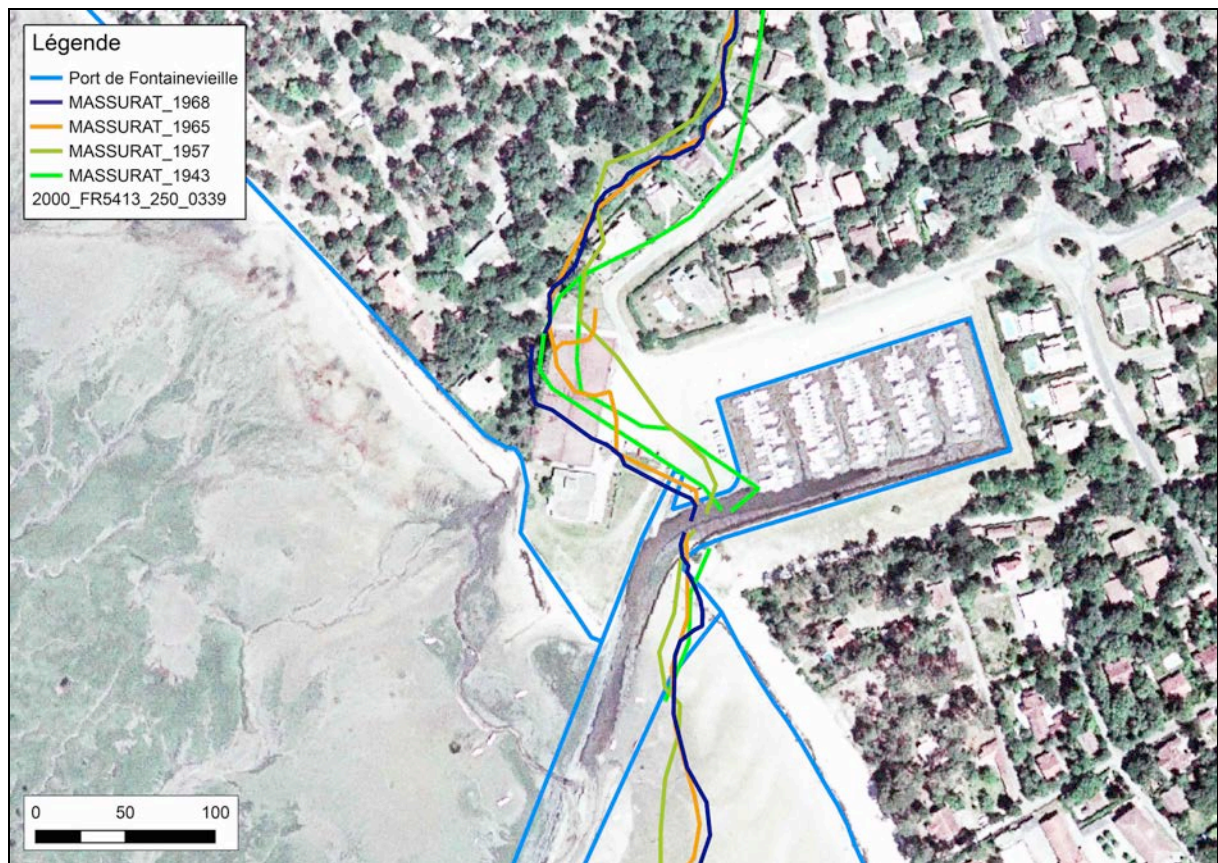 Légende
Port de Fontainevieille
MASSURAT_1968
MASSURAT_1965
MASSURAT_1957
MASSURAT_1943
2000_FR5413_250_0339
0 50 100